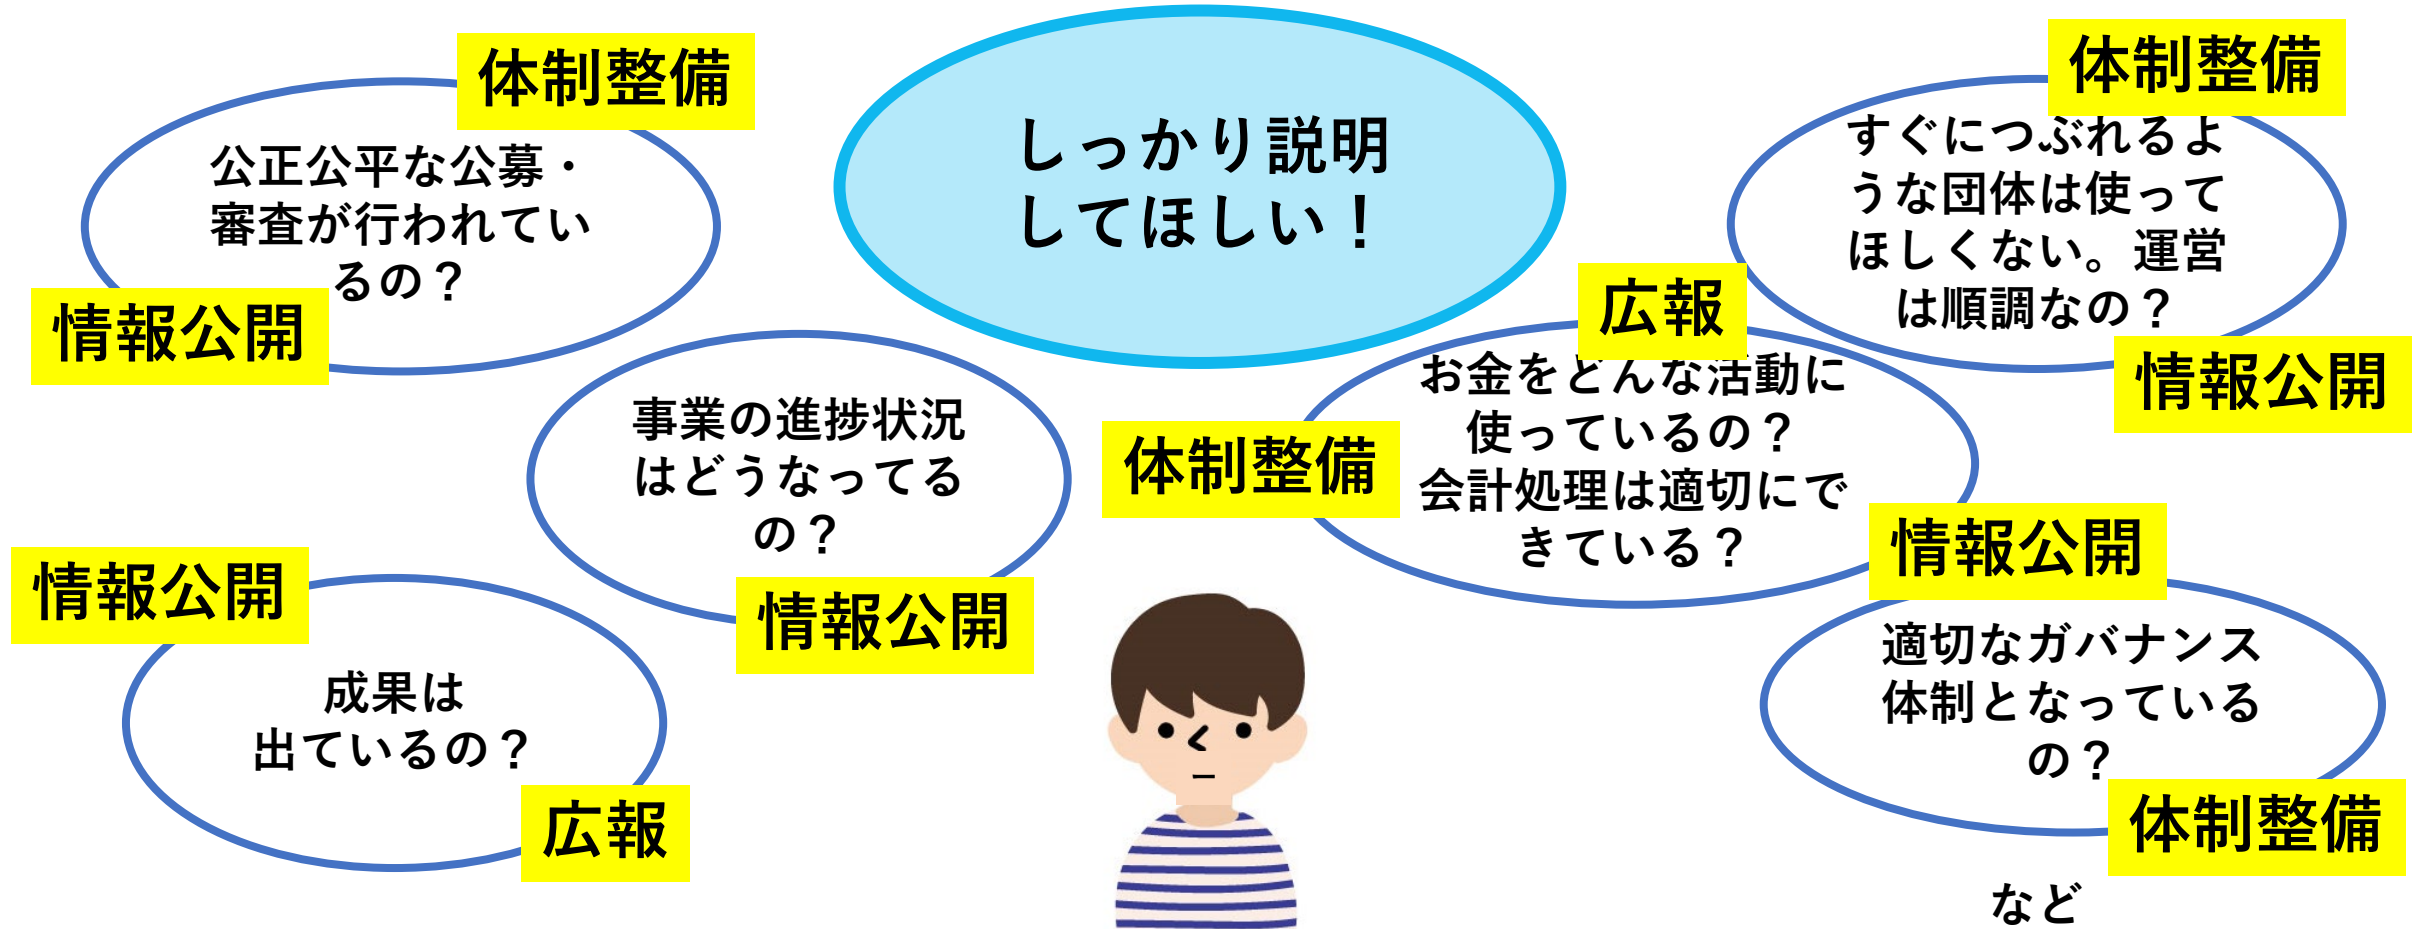 体制整備
公正公平な公募・
審査が行われてい
るの？
情報公開
しっかり説明
してほしい！
体制整備
すぐにつぶれるよ
うな団体は使って
ほしくない。運営
は順調なの？
情報公開
事業の進捗状況
はどうなってる
の？
情報公開
広報
お金をどんな活動に
使っているの？
会計処理は適切にで
きている？
体制整備
情報公開
情報公開
成果は
出ているの？
広報
適切なガバナンス
体制となっている
の？
体制整備
など